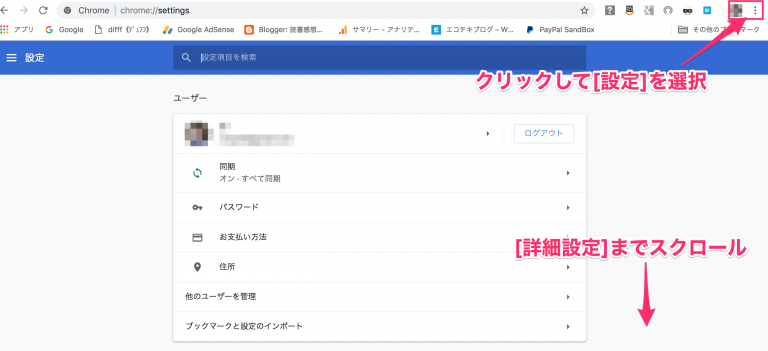 Chrome | chrome://settings
アプリ
difff《ﾃﾞｭﾌﾌ》
Google
Google AdSense
Blogger: 読書感想...
サマリー - アナリテ...
エコテキブログ – W...
PayPal SandBox
その他のブックマーク
設定
設定項目を検索
クリックして[設定]を選択
ユーザー
ログアウト
同期
オン - すべて同期
パスワード
お支払い方法
[詳細設定]までスクロール
住所
他のユーザーを管理
ブックマークと設定のインポート